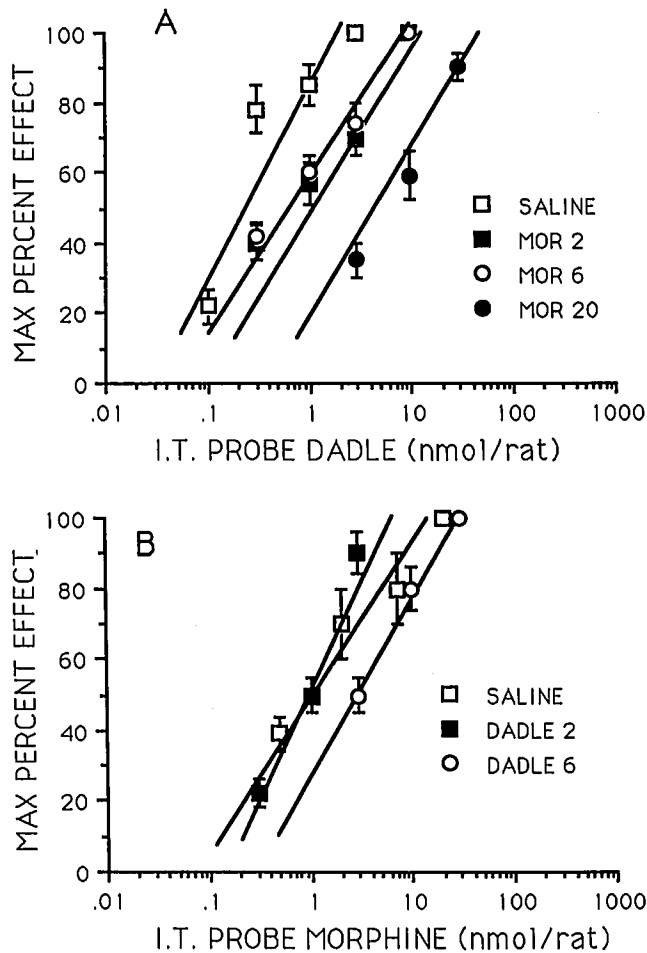 A
MAX PERCENT EFFECT
100
80
60
40
20
0
SALINE
MOR 2
MOR 6
MOR 20
.01 .1 1 10 100 1000
I.T. PROBE DADLE (nmol/rat)
B
MAX PERCENT EFFECT
100
80
60
40
20
0
SALINE
DADLE 2
DADLE 6
.01 .1 1 10 100 1000
I.T. PROBE MORPHINE (nmol/rat)